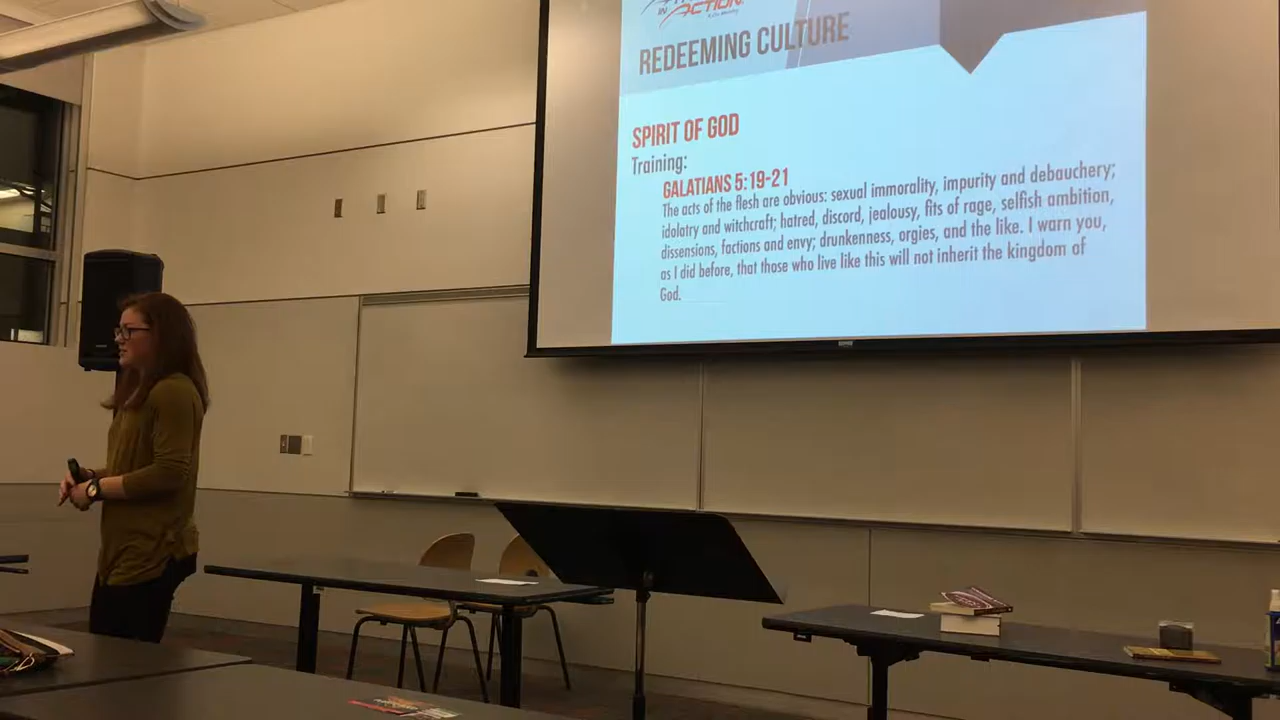 IN ACTION
REDEEMING CULTURE
SPIRIT OF GOD
Training:
GALATIANS 5:19-21
The acts of the flesh are obvious: sexual immorality, impurity and debauchery;
idolatry and witchcraft; hatred, discord, jealousy, fits of rage, selfish ambition,
dissensions, factions and envy; drunkenness, orgies, and the like. I warn you,
as I did before, that those who live like this will not inherit the kingdom of
God.